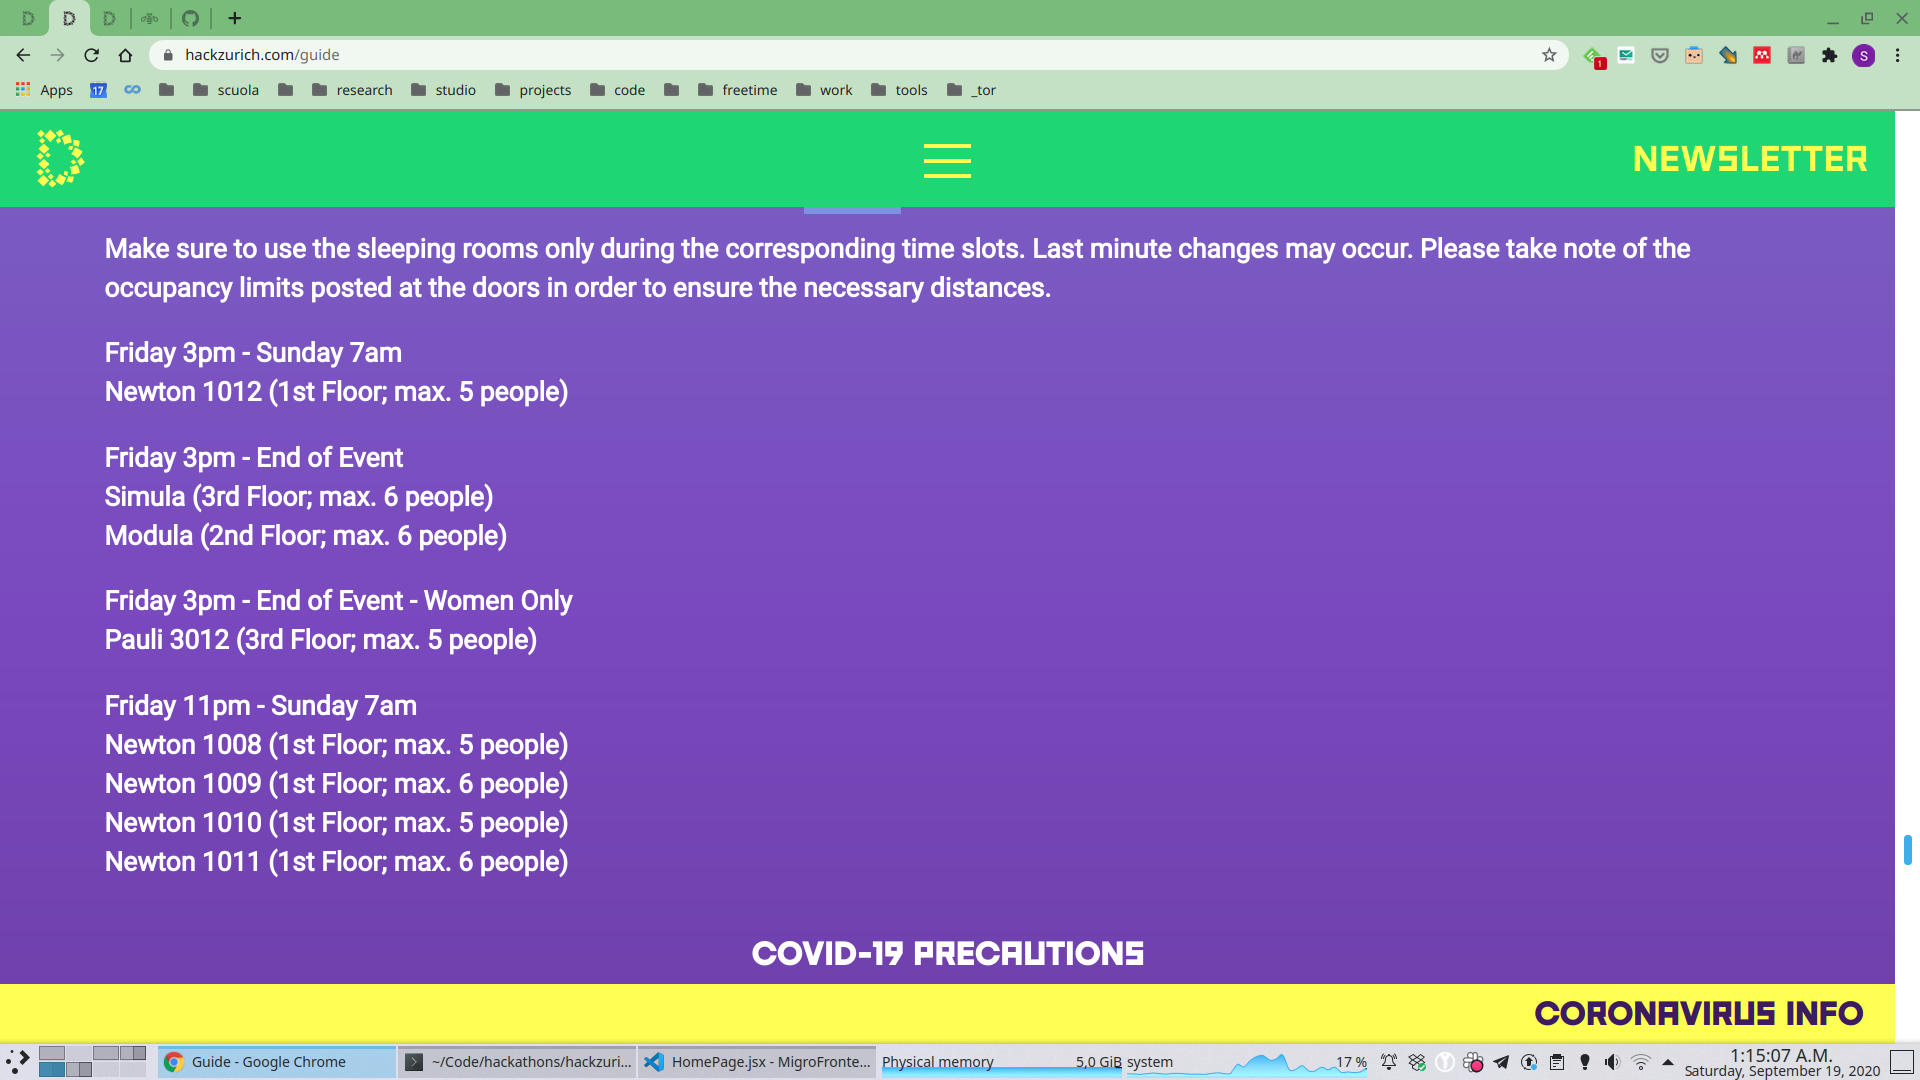 hackzurich.com/guide
1
S
Apps
17
scuola
research
studio
projects
code
freetime
work
tools
_tor
D
NEWSLETTER
Make sure to use the sleeping rooms only during the corresponding time slots. Last minute changes may occur. Please take note of the
occupancy limits posted at the doors in order to ensure the necessary distances.
Friday 3pm - Sunday 7am
Newton 1012 (1st Floor; max. 5 people)
Friday 3pm - End of Event
Simula (3rd Floor; max. 6 people)
Modula (2nd Floor; max. 6 people)
Friday 3pm - End of Event - Women Only
Pauli 3012 (3rd Floor; max. 5 people)
Friday 11pm - Sunday 7am
Newton 1008 (1st Floor; max. 5 people)
Newton 1009 (1st Floor; max. 6 people)
Newton 1010 (1st Floor; max. 5 people)
Newton 1011 (1st Floor; max. 6 people)
COVID-19 PRECAUTIONS
CORONAVIRUS INFO
Guide - Google Chrome
~/Code/hackathons/hackzuri...
HomePage.jsx - MigroFronte...
Physical memory 5,0 GiB
system 17 %
1:15:07 A.M.
Saturday, September 19, 2020